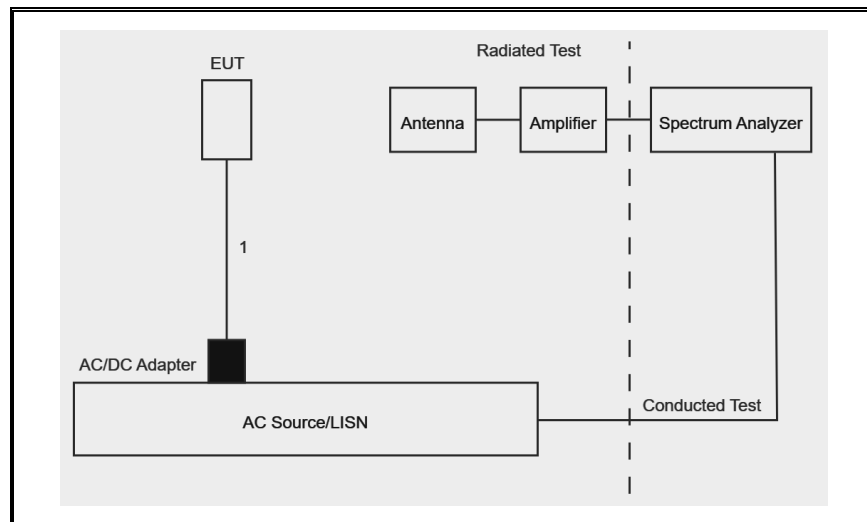 Radiated Test
EUT
Antenna
Amplifier
Spectrum Analyzer
1
AC/DC Adapter
AC Source/LISN
Conducted Test